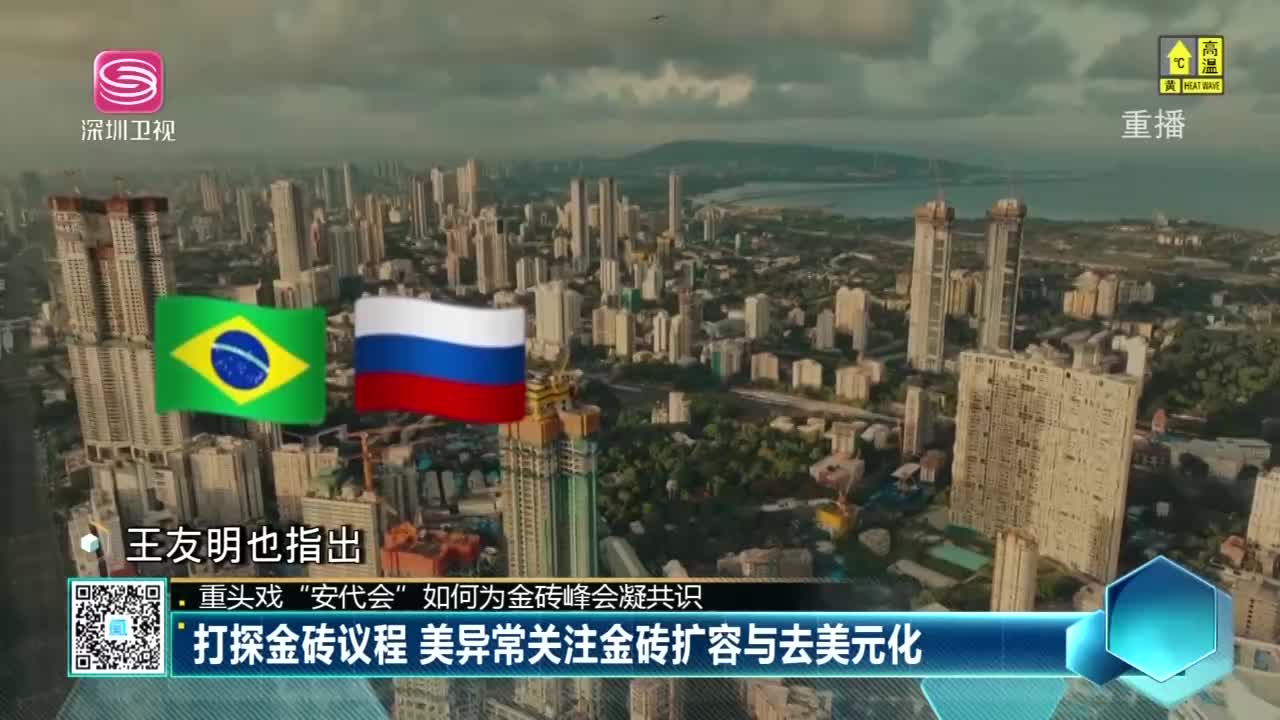 深圳卫视
℃
高温
黄
HEAT WAVE
重播
王友明也指出
重头戏“安代会”如何为金砖峰会凝共识
打探金砖议程 美异常关注金砖扩容与去美元化